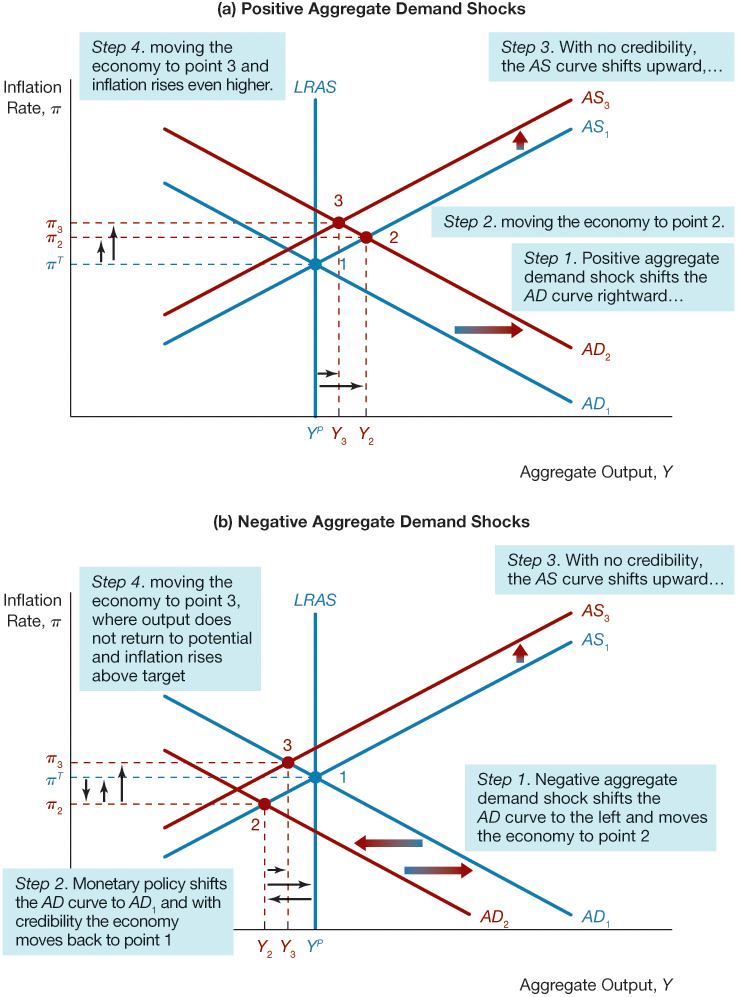 (a) Positive Aggregate Demand Shocks
Step 4. moving the
economy to point 3 and
inflation rises even higher.
Step 3. With no credibility,
the AS curve shifts upward,…
Inflation
Rate, π
LRAS
AS3
AS1
3
π3
π2
πT
2
1
Step 2. moving the economy to point 2.
Step 1. Positive aggregate
demand shock shifts the
AD curve rightward…
AD2
AD1
YP
Y3
Y2
Aggregate Output, Y
(b) Negative Aggregate Demand Shocks
Step 4. moving the
economy to point 3,
where output does
not return to potential
and inflation rises
above target
Step 3. With no credibility,
the AS curve shifts upward…
Inflation
Rate, π
LRAS
AS3
AS1
3
π3
πT
π2
1
2
Step 1. Negative aggregate
demand shock shifts the
AD curve to the left and moves
the economy to point 2
Step 2. Monetary policy shifts
the AD curve to AD1 and with
credibility the economy
moves back to point 1
AD2
AD1
Y2
Y3
YP
Aggregate Output, Y